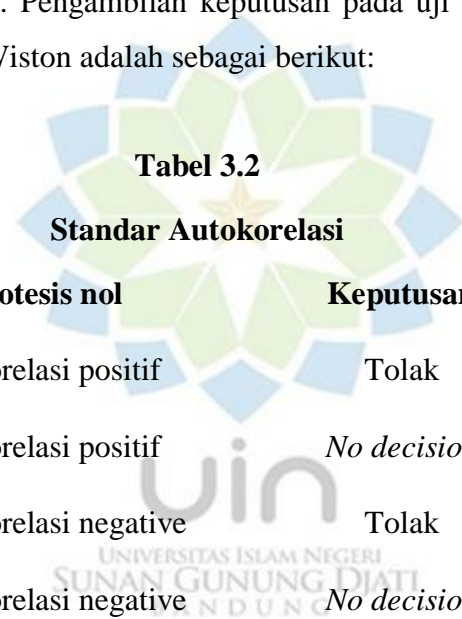 . Pengambilan keputusan pada uji
Viston adalah sebagai berikut:
Tabel 3.2
Standar Autokorelasi
otesis nol Keputusan
orelasi positif Tolak
orelasi positif No decisio
uin
orelasi negative Tolak
UNIVERSITAS ISLAM NEGERI
SUNAN GUNUNG DJATI
orelasi negative No decisio
BANDUNG